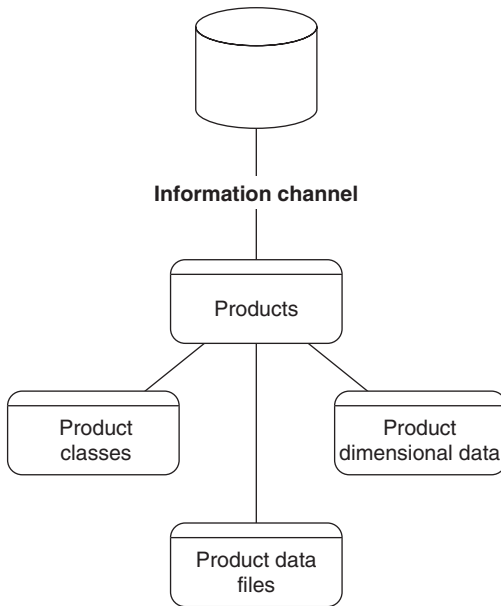 Information channel
Products
Product
classes
Product
dimensional data
Product data
files